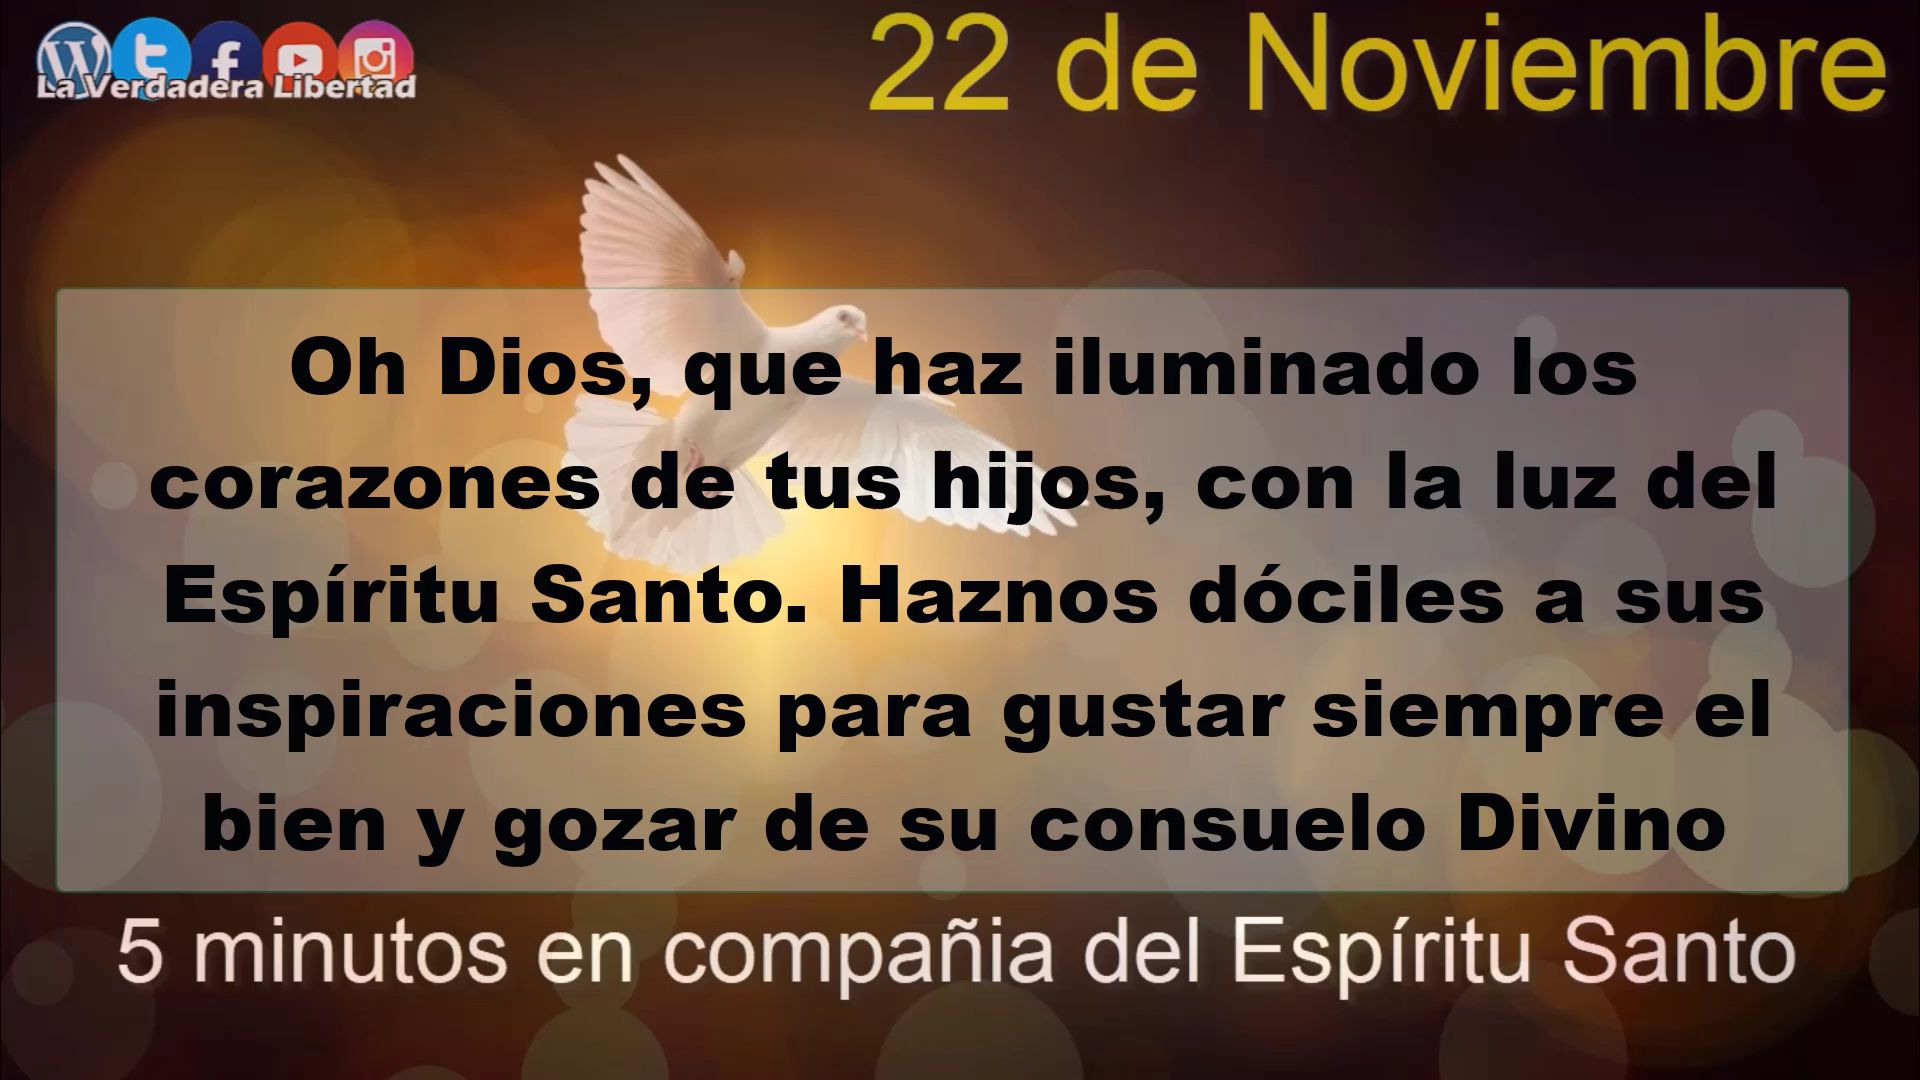 La Verdadera Libertad
22 de Noviembre
Oh Dios, que haz iluminado los
corazones de tus hijos, con la luz del
Espíritu Santo. Haznos dóciles a sus
inspiraciones para gustar siempre el
bien y gozar de su consuelo Divino
5 minutos en compañia del Espíritu Santo